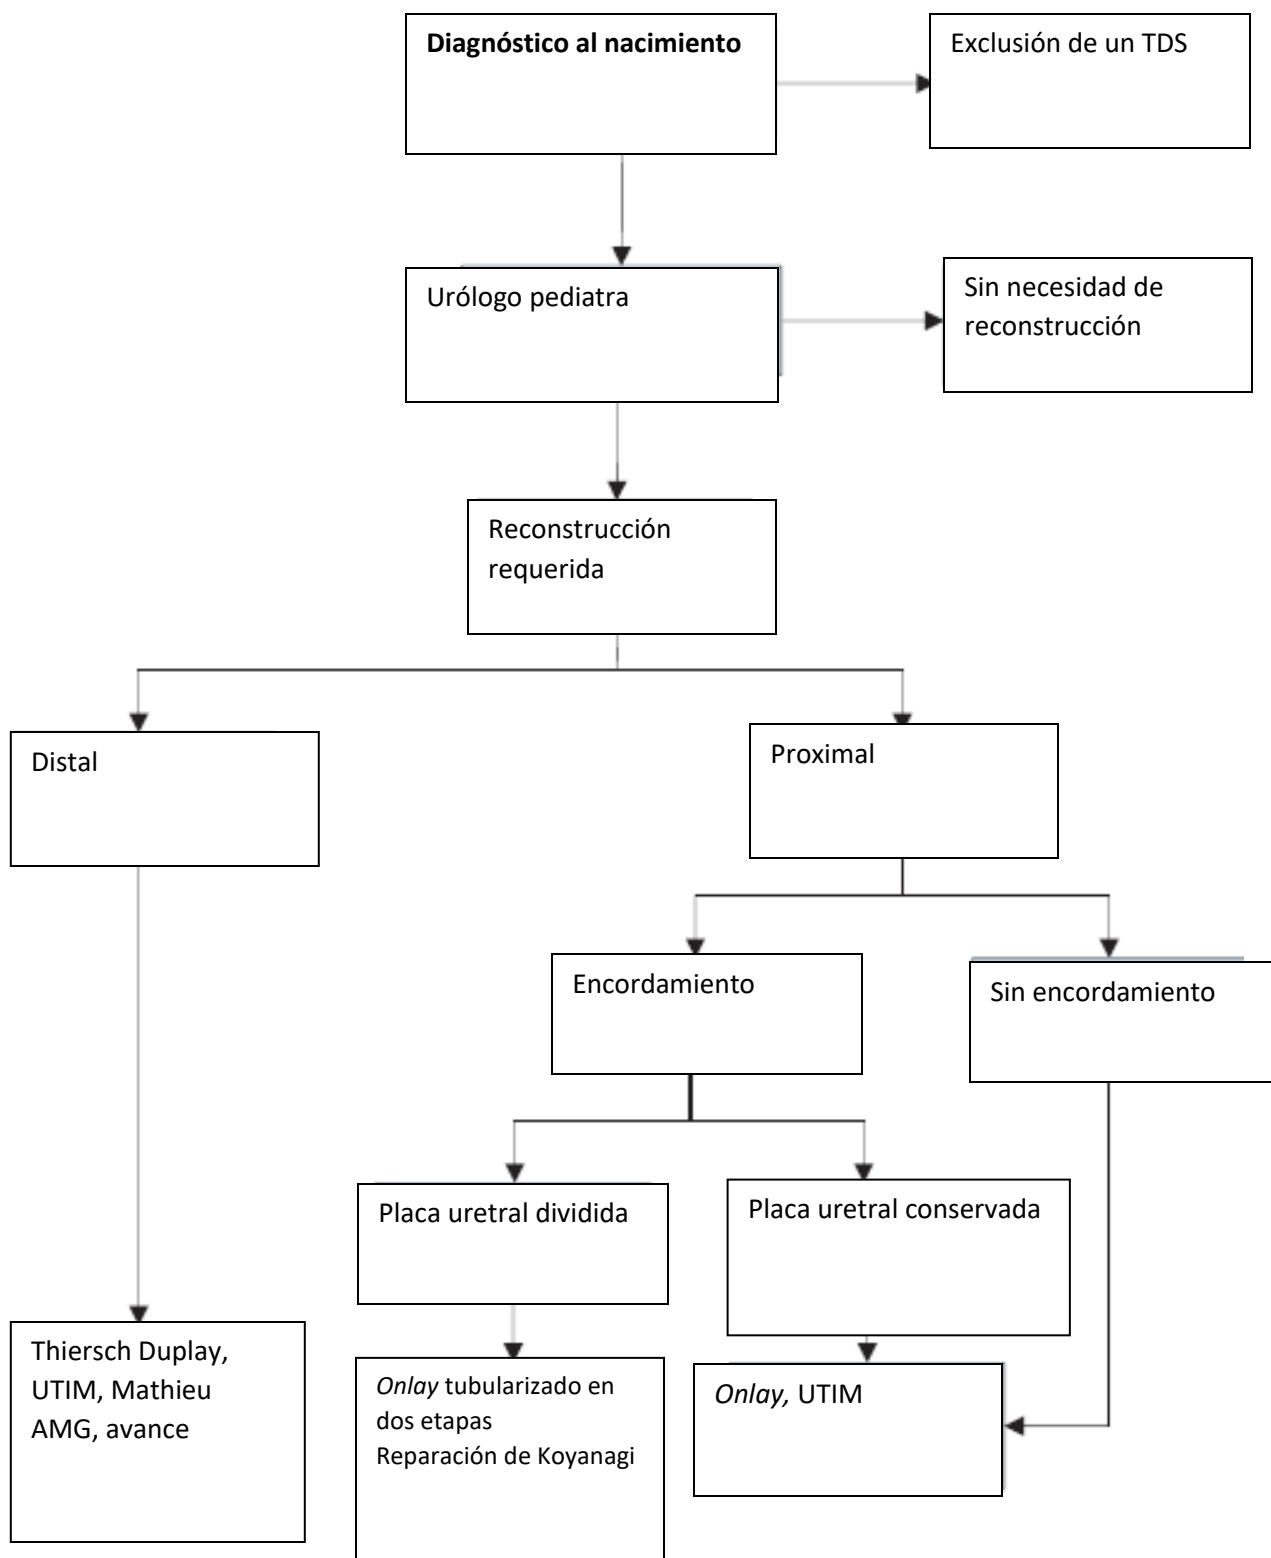 Diagnóstico al nacimiento
Exclusión de un TDS
Urólogo pediatra
Sin necesidad de
reconstrucción
Reconstrucción
requerida
Distal
Proximal
Encordamiento
Sin encordamiento
Placa uretral dividida
Placa uretral conservada
Thiersch Duplay,
UTIM, Mathieu
AMG, avance
Onlay tubularizado en
dos etapas
Reparación de Koyanagi
Onlay, UTIM